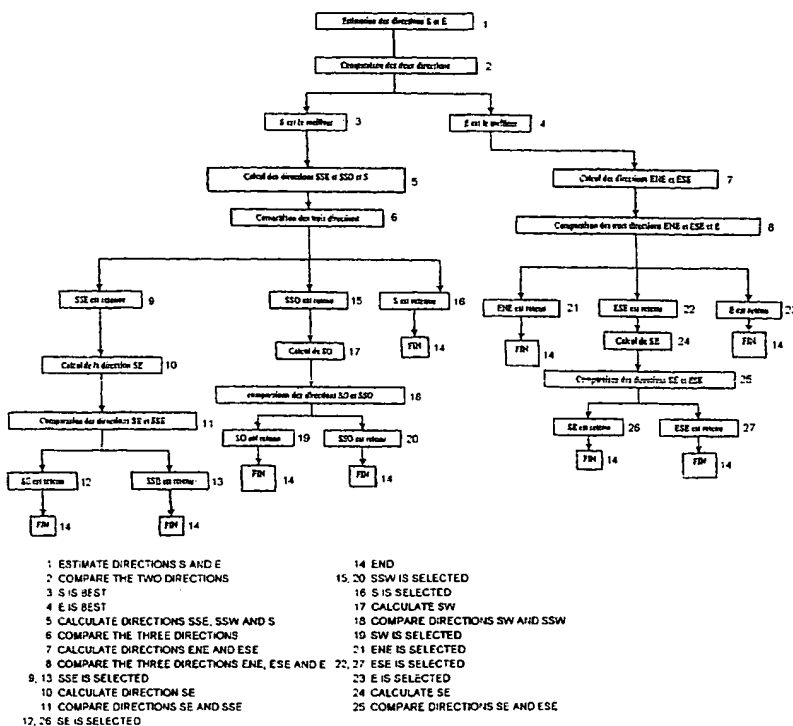 Estimation des directions S et E 1
Comparaison des deux directions 2
S est le meilleur 3
E est le meilleur 4
Calcul des directions SSE et SSO et S 5
Calcul des directions ENE et ESE 7
Comparaison des trois directions 6
Comparaison des trois directions ENE et ESE et E 8
SSE est retenue 9
SSO est retenu 15
S est retenue 16
ENE est retenu 21
ESE est retenu 22
E est retenu
FIN 14
FIN 14
FIN 14
Calcul de SO 17
Calcul de SE 24
Calcul de la direction SE 10
Comparaison des directions SE et ESE 25
comparaison des directions SO et SSO 18
Comparaison des directions SE et SSE 11
SO est retenu 19
SSO est retenu 20
SE est retenu 26
ESE est retenu 27
FIN 14
FIN 14
FIN 14
FIN 14
SE est retenu 12
SSE est retenu 13
FIN 14
FIN 14
1 ESTIMATE DIRECTIONS S AND E
2 COMPARE THE TWO DIRECTIONS
3 S IS BEST
4 E IS BEST
5 CALCULATE DIRECTIONS SSE, SSW AND S
6 COMPARE THE THREE DIRECTIONS
7 CALCULATE DIRECTIONS ENE AND ESE
8 COMPARE THE THREE DIRECTIONS ENE, ESE AND E
9, 13 SSE IS SELECTED
10 CALCULATE DIRECTION SE
11 COMPARE DIRECTIONS SE AND SSE
12, 26 SE IS SELECTED
14 END
15, 20 SSW IS SELECTED
16 S IS SELECTED
17 CALCULATE SW
18 COMPARE DIRECTIONS SW AND SSW
19 SW IS SELECTED
21 ENE IS SELECTED
22, 27 ESE IS SELECTED
23 E IS SELECTED
24 CALCULATE SE
25 COMPARE DIRECTIONS SE AND ESE